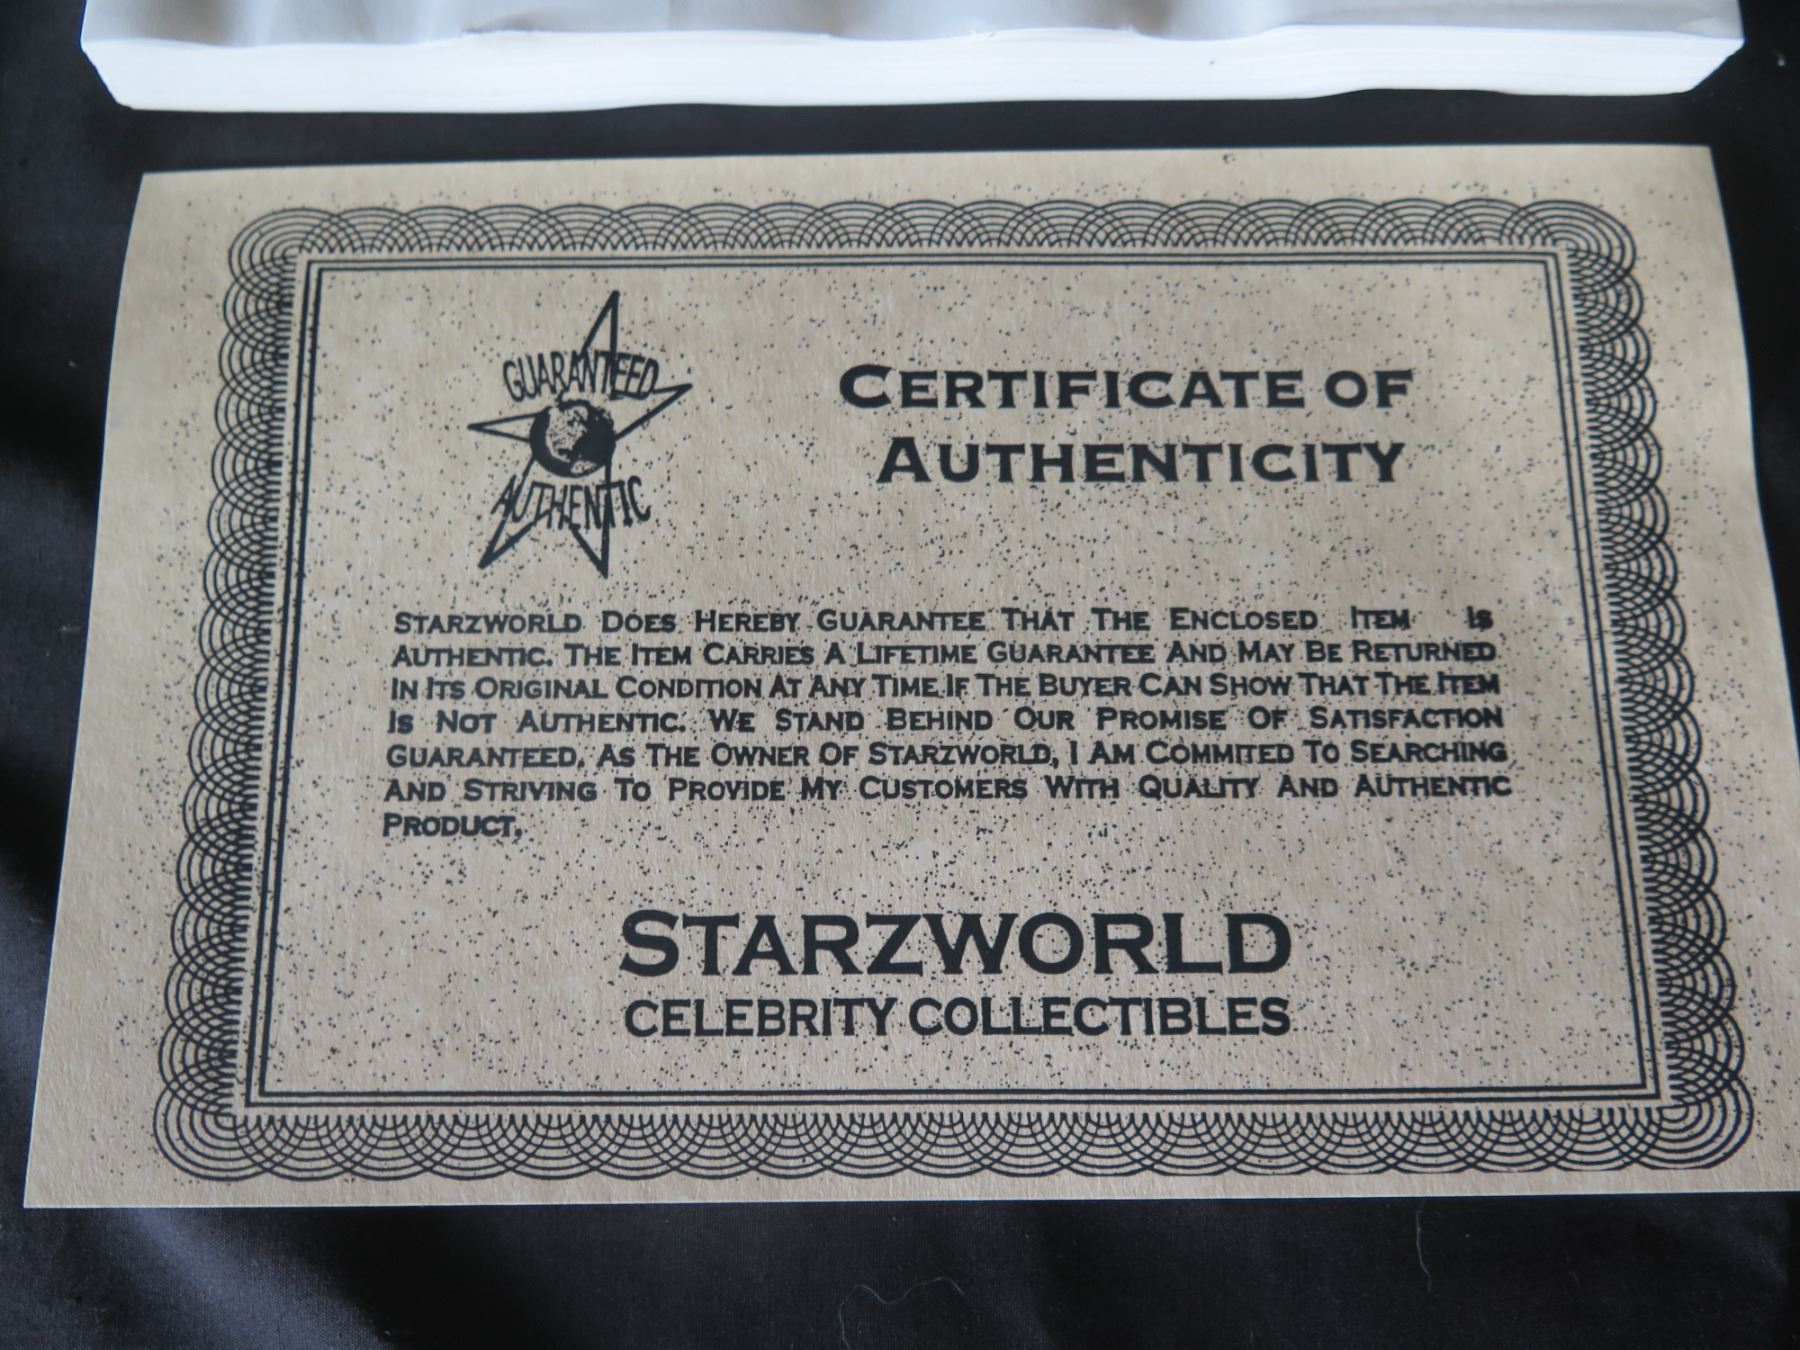 GUARANTEED
AUTHENTIC
CERTIFICATE OF
AUTHENTICITY
STARZWORLD DOES HEREBY GUARANTEE THAT THE ENCLOSED ITEM IS
AUTHENTIC. THE ITEM CARRIES A LIFETIME GUARANTEE AND MAY BE RETURNED
IN ITS ORIGINAL CONDITION AT ANY TIME IF THE BUYER CAN SHOW THAT THE ITEM
IS NOT AUTHENTIC. WE STAND BEHIND OUR PROMISE OF SATISFACTION
GUARANTEED. AS THE OWNER OF STARZWORLD, I AM COMMITED TO SEARCHING
AND STRIVING TO PROVIDE MY CUSTOMERS WITH QUALITY AND AUTHENTIC
PRODUCT.
STARZWORLD
CELEBRITY COLLECTIBLES